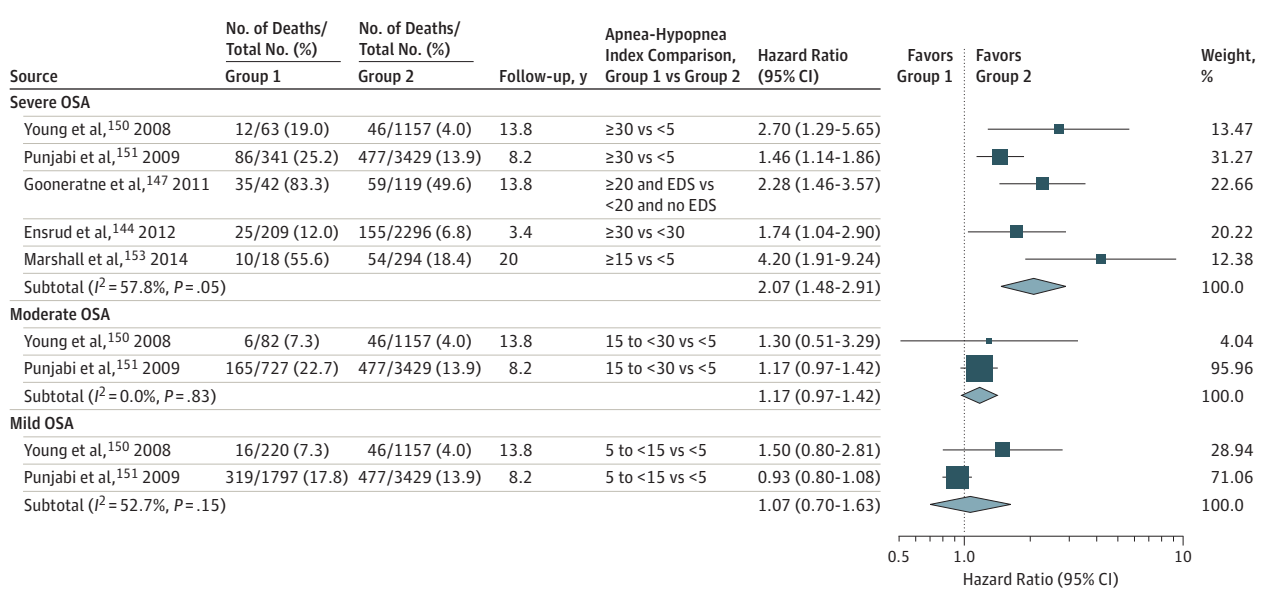 No. of Deaths/ Total No. (%) No. of Deaths/ Total No. (%)
Source Group 1 Group 2 Follow-up, y Apnea-Hypopnea Index Comparison, Group 1 vs Group 2 Hazard Ratio (95% CI) Favors Group 1 Favors Group 2 Weight, %
Severe OSA
Young et al,150 2008 12/63 (19.0) 46/1157 (4.0) 13.8 ≥30 vs <5 2.70 (1.29-5.65) 13.47
Punjabi et al,151 2009 86/341 (25.2) 477/3429 (13.9) 8.2 ≥30 vs <5 1.46 (1.14-1.86) 31.27
Gooneratne et al,147 2011 35/42 (83.3) 59/119 (49.6) 13.8 ≥20 and EDS vs 2.28 (1.46-3.57) 22.66
<20 and no EDS
Ensrud et al,144 2012 25/209 (12.0) 155/2296 (6.8) 3.4 ≥30 vs <30 1.74 (1.04-2.90) 20.22
Marshall et al,153 2014 10/18 (55.6) 54/294 (18.4) 20 ≥15 vs <5 4.20 (1.91-9.24) 12.38
Subtotal (I2 = 57.8%, P = .05) 2.07 (1.48-2.91) 100.0
Moderate OSA
Young et al,150 2008 6/82 (7.3) 46/1157 (4.0) 13.8 15 to <30 vs <5 1.30 (0.51-3.29) 4.04
Punjabi et al,151 2009 165/727 (22.7) 477/3429 (13.9) 8.2 15 to <30 vs <5 1.17 (0.97-1.42) 95.96
Subtotal (I2 = 0.0%, P = .83) 1.17 (0.97-1.42) 100.0
Mild OSA
Young et al,150 2008 16/220 (7.3) 46/1157 (4.0) 13.8 5 to <15 vs <5 1.50 (0.80-2.81) 28.94
Punjabi et al,151 2009 319/1797 (17.8) 477/3429 (13.9) 8.2 5 to <15 vs <5 0.93 (0.80-1.08) 71.06
Subtotal (I2 = 52.7%, P = .15) 1.07 (0.70-1.63) 100.0
0.5 1.0 10
Hazard Ratio (95% CI)